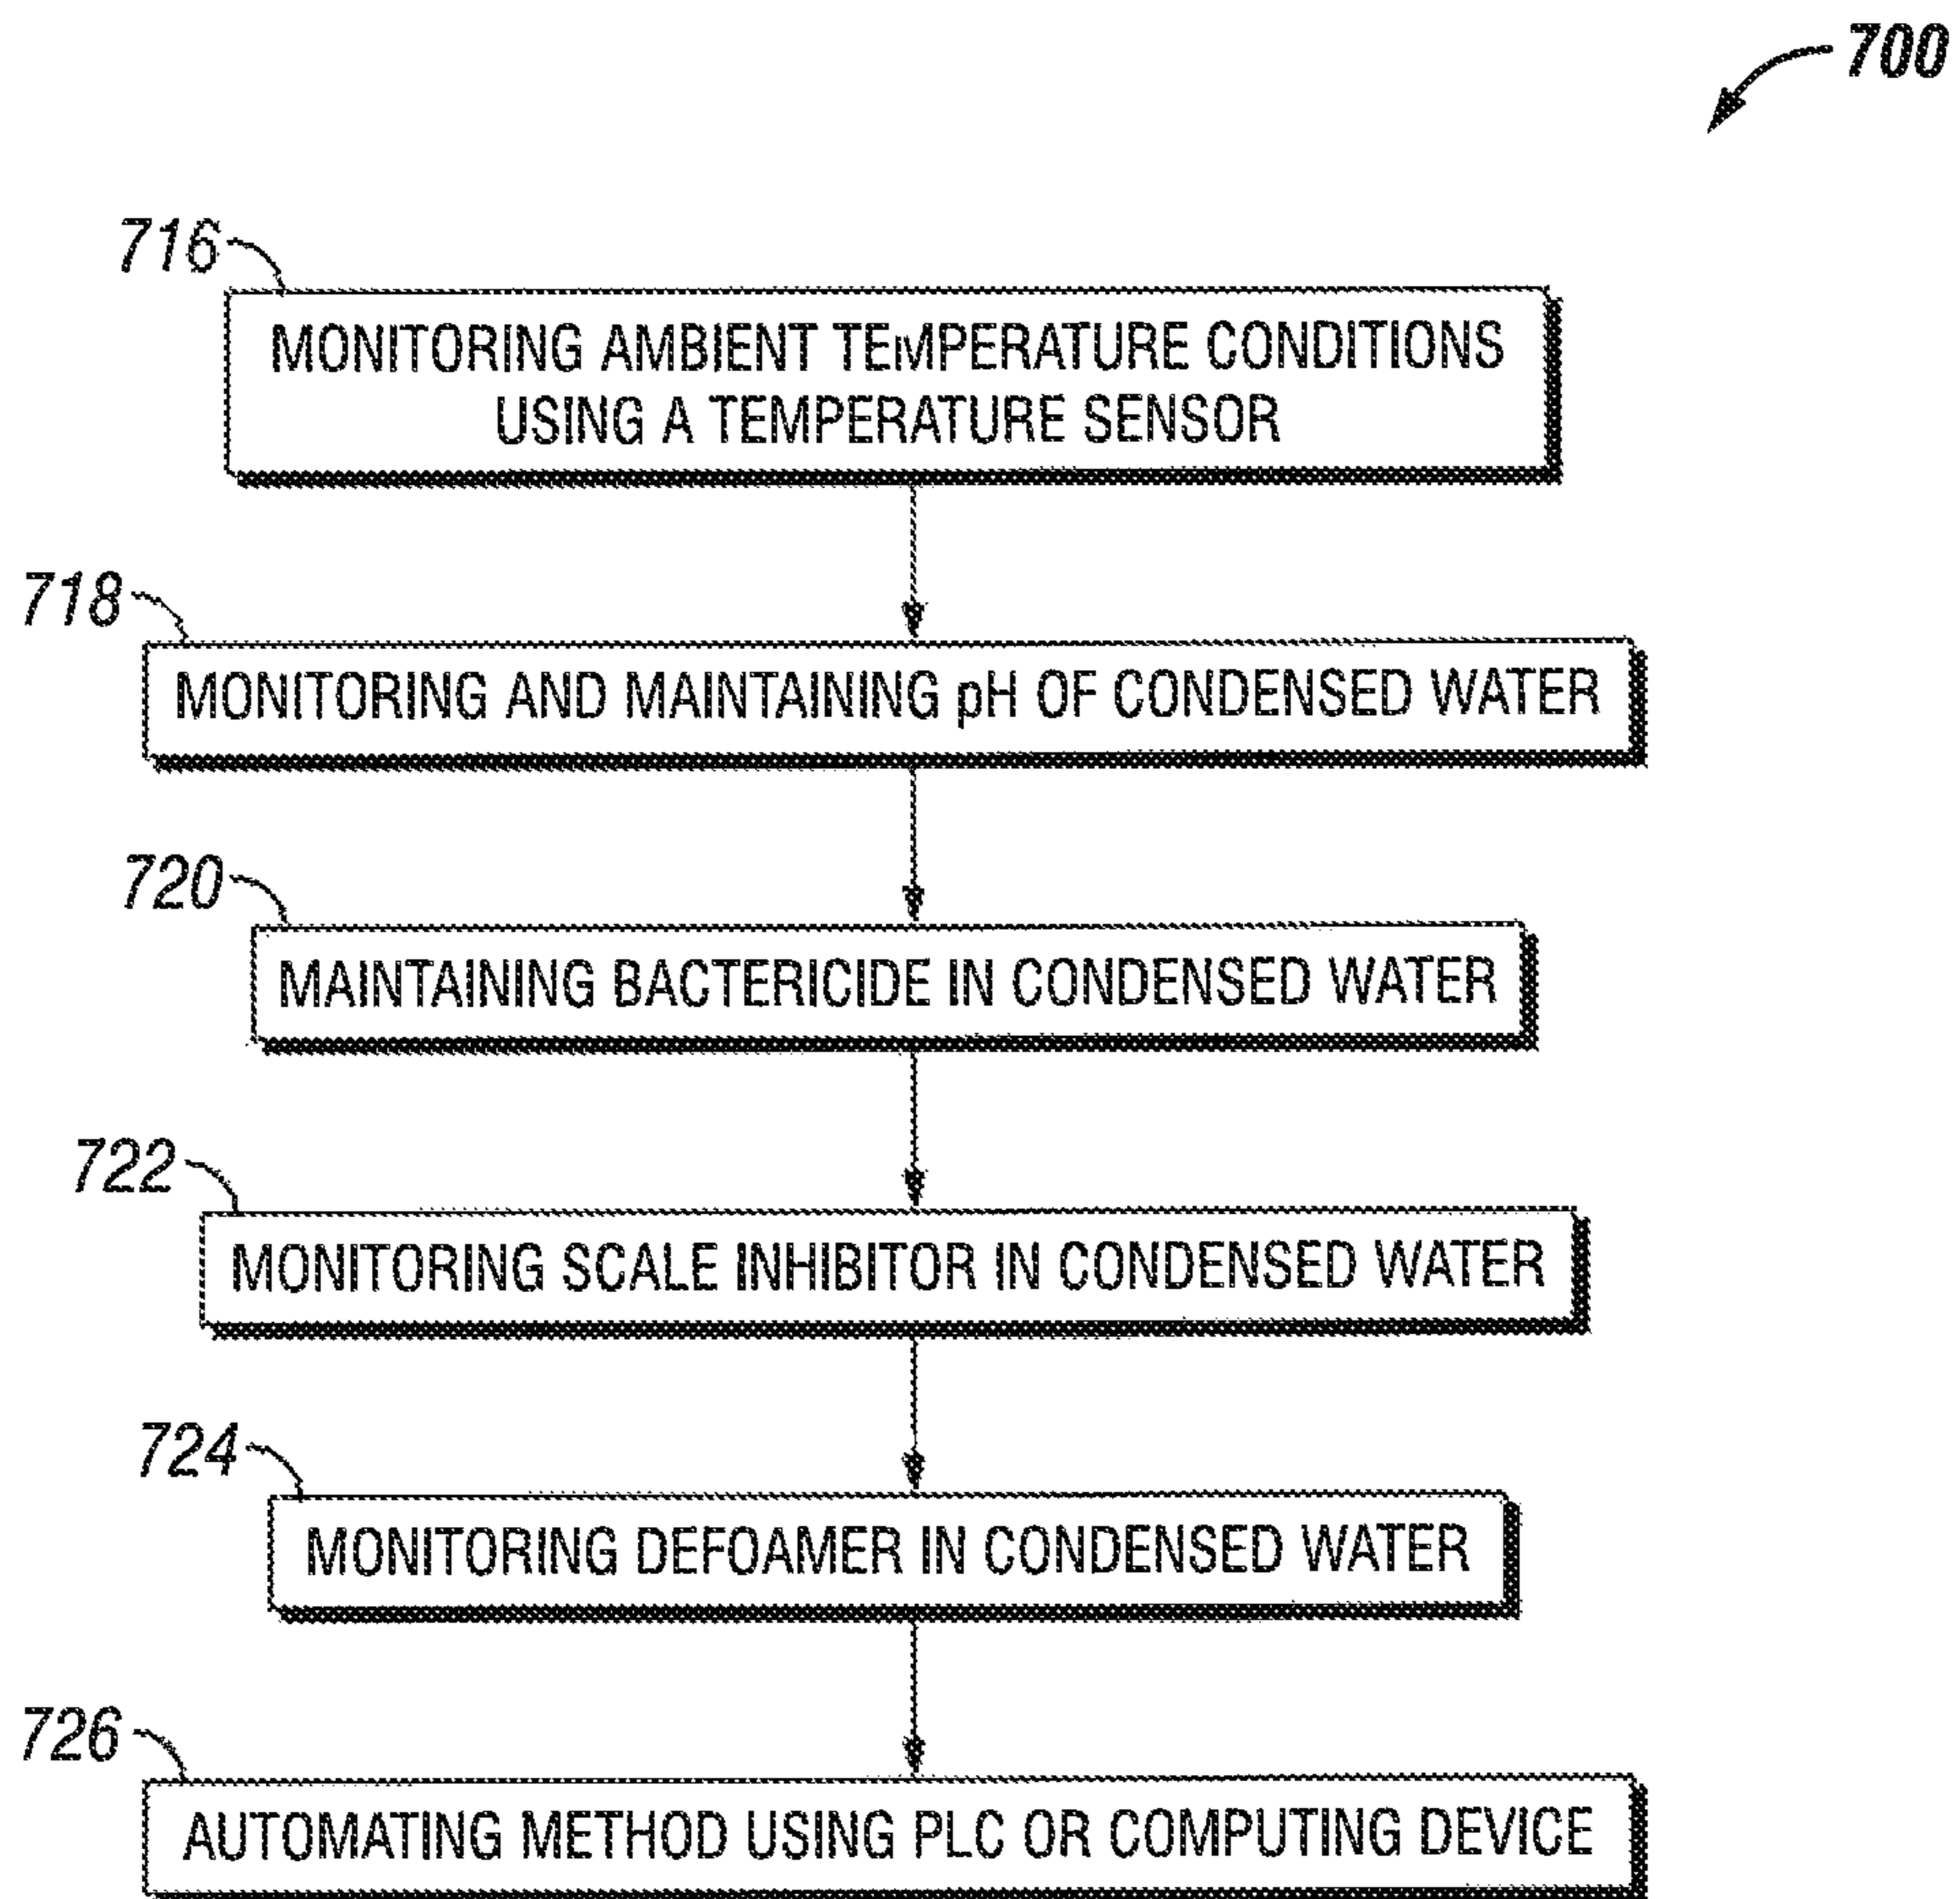 700
716
MONITORING AMBIENT TEMPERATURE CONDITIONS
USING A TEMPERATURE SENSOR
718
MONITORING AND MAINTAINING pH OF CONDENSED WATER
720
MAINTAINING BACTERICIDE IN CONDENSED WATER
722
MONITORING SCALE INHIBITOR IN CONDENSED WATER
724
MONITORING DEFOAMER IN CONDENSED WATER
726
AUTOMATING METHOD USING PLC OR COMPUTING DEVICE